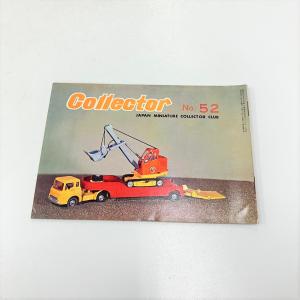 Collector No. 52
JAPAN MINIATURE COLLECTOR CLUB